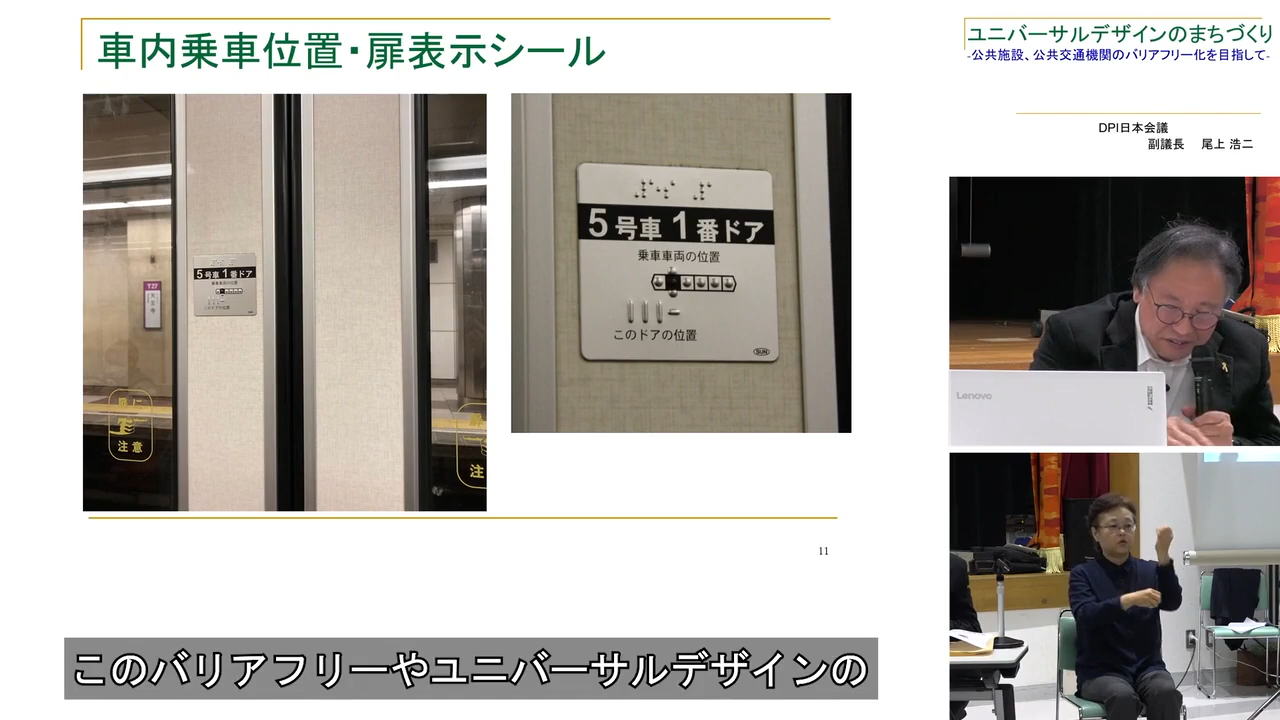 車内乗車位置・扉表示シール
5号車 1番ドア
乗車車両の位置
このドアの位置
T27
天王寺
注意
注
5号車 1番ドア
乗車車両の位置
このドアの位置
SUN
11
このバリアフリーやユニバーサルデザインの
ユニバーサルデザインのまちづくり
-公共施設、公共交通機関のバリアフリー化を目指して-
DPI日本会議
副議長 尾上 浩二
Lenovo